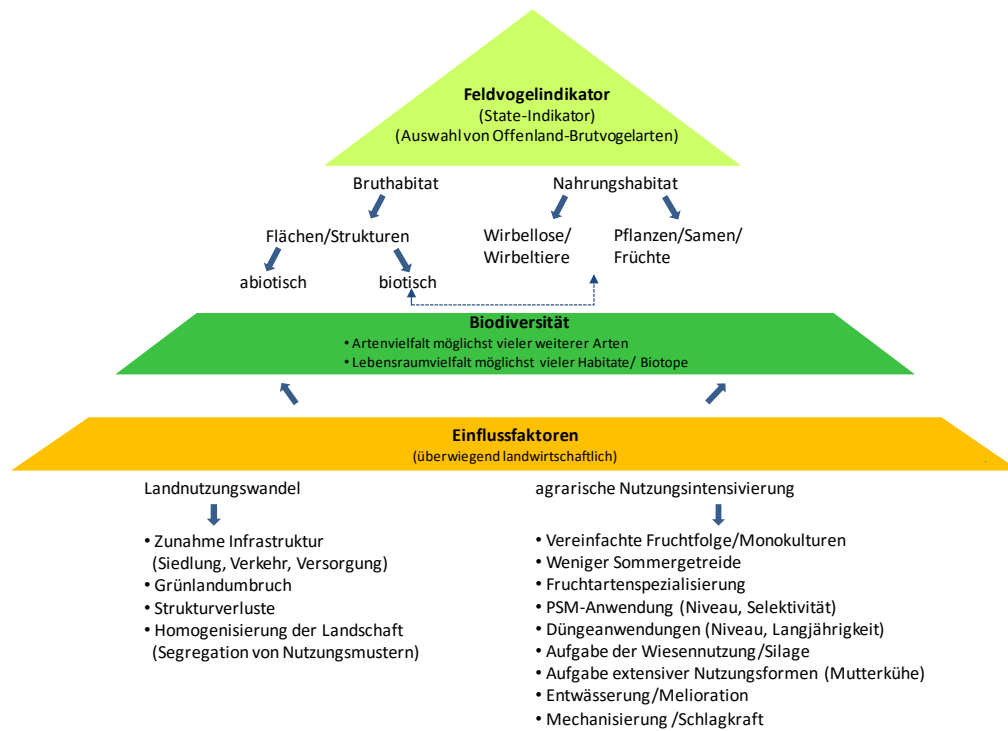 Feldvogelindikator
(State-Indikator)
(Auswahl von Offenland-Brutvogelarten)
Bruthabitat
Nahrungshabitat
Flächen/Strukturen
Wirbellose/
Wirbeltiere
Pflanzen/Samen/
Früchte
abiotisch
biotisch
Biodiversität
• Artenvielfalt möglichst vieler weiterer Arten
• Lebensraumvielfalt möglichst vieler Habitate/ Biotope
Einflussfaktoren
(überwiegend landwirtschaftlich)
Landnutzungswandel
• Zunahme Infrastruktur
(Siedlung, Verkehr, Versorgung)
• Grünlandumbruch
• Strukturverluste
• Homogenisierung der Landschaft
(Segregation von Nutzungsmustern)
agrarische Nutzungsintensivierung
• Vereinfachte Fruchtfolge/Monokulturen
• Weniger Sommergetreide
• Fruchtartenspezialisierung
• PSM-Anwendung (Niveau, Selektivität)
• Düngeanwendungen (Niveau, Langjährigkeit)
• Aufgabe der Wiesennutzung/Silage
• Aufgabe extensiver Nutzungsformen (Mutterkühe)
• Entwässerung/Melioration
• Mechanisierung /Schlagkraft